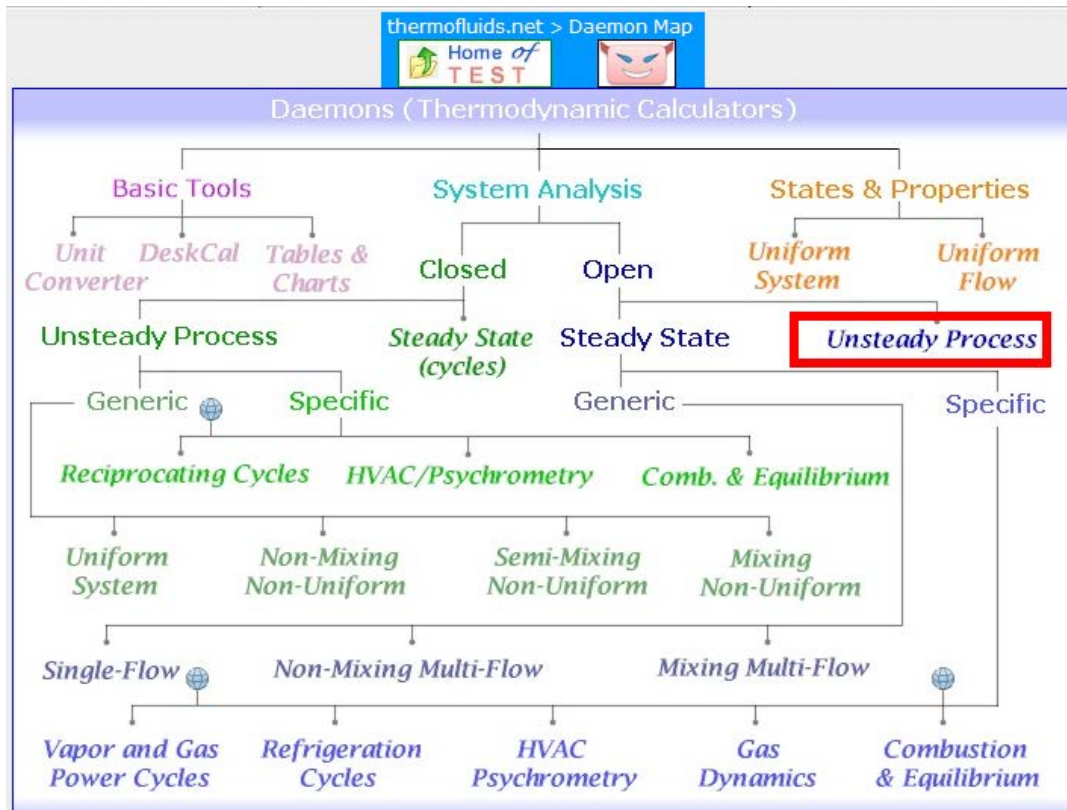 thermofluids.net > Daemon Map
Home of
TEST
Daemons (Thermodynamic Calculators)
Basic Tools
System Analysis
States & Properties
Unit
Converter
DeskCal
Tables &
Charts
Closed
Open
Uniform
System
Uniform
Flow
Unsteady Process
Steady State
(cycles)
Steady State
Unsteady Process
Generic
Specific
Generic
Specific
Reciprocating Cycles
HVAC/Psychrometry
Comb. & Equilibrium
Uniform
System
Non-Mixing
Non-Uniform
Semi-Mixing
Non-Uniform
Mixing
Non-Uniform
Single-Flow
Non-Mixing Multi-Flow
Mixing Multi-Flow
Vapor and Gas
Power Cycles
Refrigeration
Cycles
HVAC
Psychrometry
Gas
Dynamics
Combustion
& Equilibrium